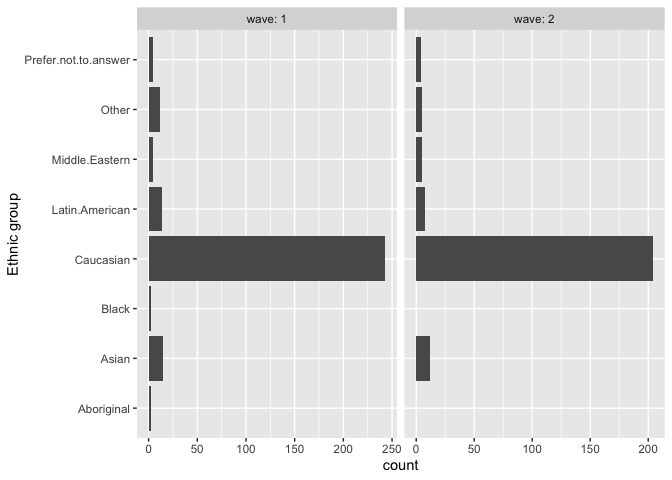 wave: 1
wave: 2
Ethnic group
Prefer.not.to.answer
Other
Middle.Eastern
Latin.American
Caucasian
Black
Asian
Aboriginal
0 50 100 150 200 250
0 50 100 150 200
count